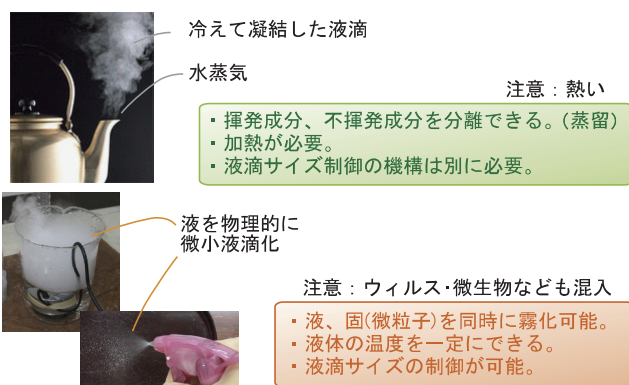 冷えて凝結した液滴
水蒸気
注意：熱い
・揮発成分、不揮発成分を分離できる。(蒸留)
・加熱が必要。
・液滴サイズ制御の機構は別に必要。
液を物理的に
微小液滴化
注意：ウィルス・微生物なども混入
・液、固(微粒子)を同時に霧化可能。
・液体の温度を一定にできる。
・液滴サイズの制御が可能。